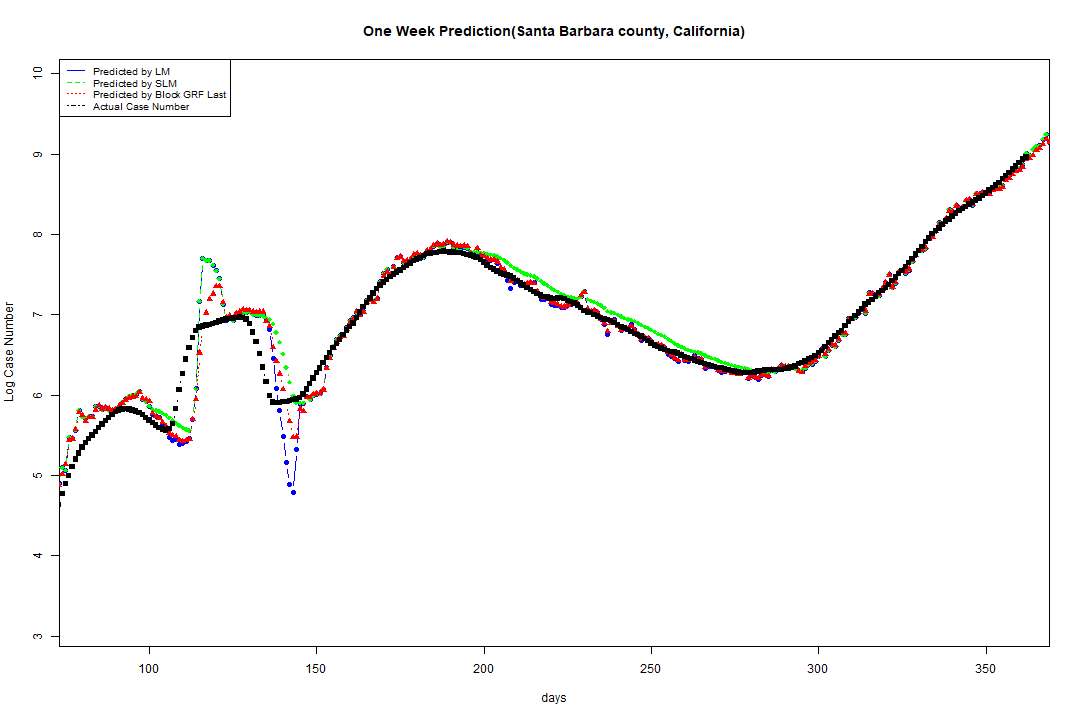 One Week Prediction(Santa Barbara county, California)
Predicted by LM
Predicted by SLM
Predicted by Block GRF Last
Actual Case Number
10
9
8
7
6
5
4
3
Log Case Number
100 150 200 250 300 350
days